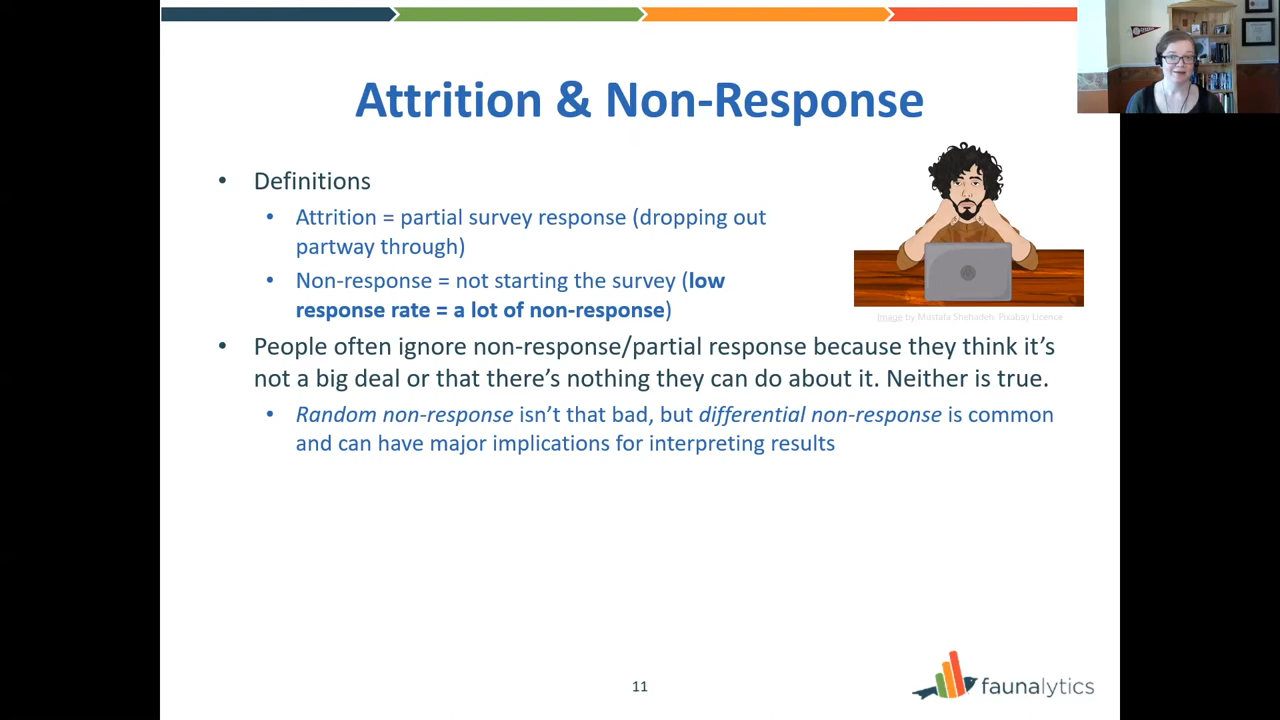 Attrition & Non-Response
• Definitions
• Attrition = partial survey response (dropping out
partway through)
• Non-response = not starting the survey (low
response rate = a lot of non-response)
Image by Mustafa Shehadeh. Pixabay Licence
• People often ignore non-response/partial response because they think it's
not a big deal or that there's nothing they can do about it. Neither is true.
• Random non-response isn't that bad, but differential non-response is common
and can have major implications for interpreting results
11
faunalytics